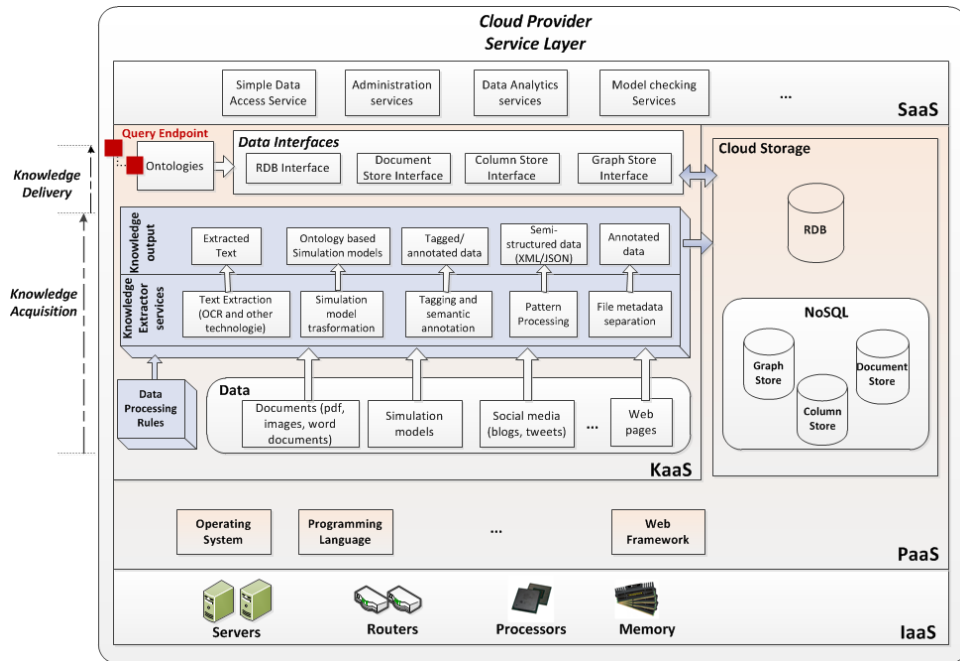 Cloud Provider
Service Layer
Simple Data
Access Service
Administration
services
Data Analytics
services
Model checking
Services
...
SaaS
Query Endpoint
Ontologies
Data Interfaces
RDB Interface
Document
Store Interface
Column Store
Interface
Graph Store
Interface
Cloud Storage
RDB
NoSQL
Graph
Store
Document
Store
Column
Store
Knowledge
Delivery
Knowledge
Acquisition
Knowledge
output
Extracted
Text
Ontology based
Simulation models
Tagged/
annotated data
Semi-
structured data
(XML/JSON)
Annotated
data
Knowledge
Extractor
services
Text Extraction
(OCR and other
technologie)
Simulation
model
trasformation
Tagging and
semantic
annotation
Pattern
Processing
File metadata
separation
Data
Processing
Rules
Data
Documents (pdf,
images, word
documents)
Simulation
models
Social media
(blogs, tweets)
...
Web
pages
KaaS
Operating
System
Programming
Language
...
Web
Framework
PaaS
Servers
Routers
Processors
Memory
IaaS